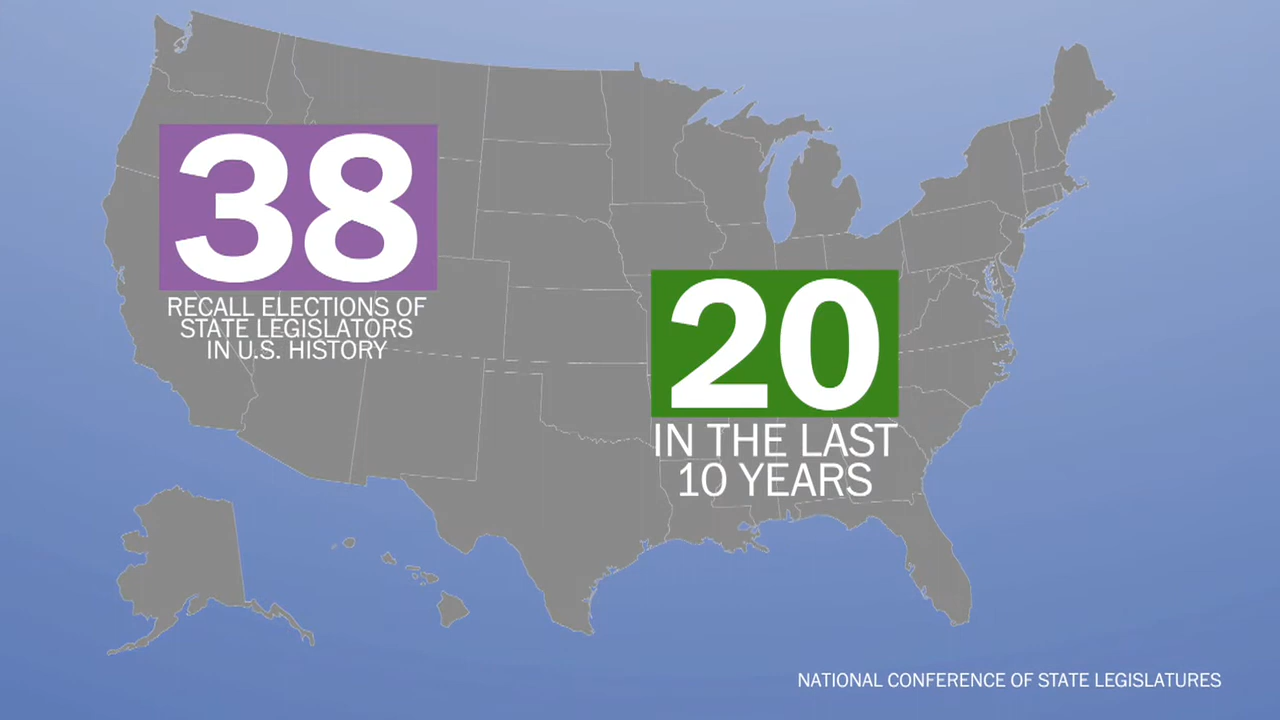 38
RECALL ELECTIONS OF
STATE LEGISLATORS
IN U.S. HISTORY
20
IN THE LAST
10 YEARS
NATIONAL CONFERENCE OF STATE LEGISLATURES